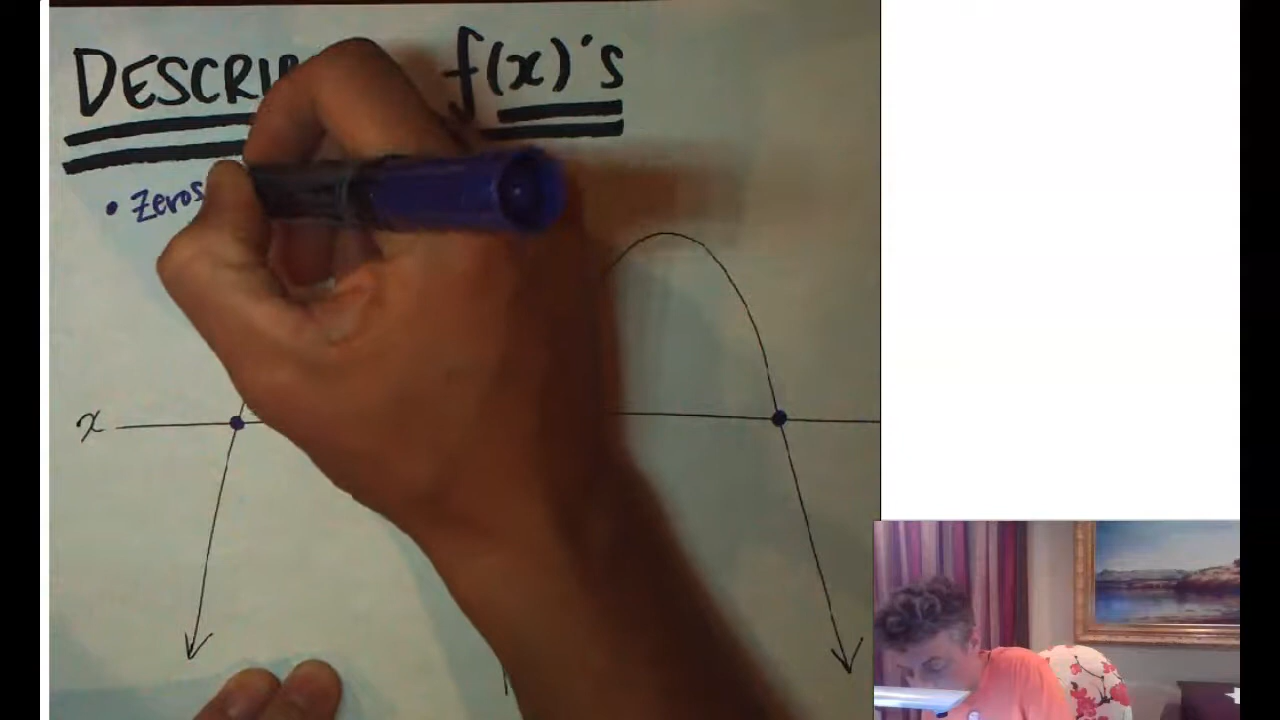 DESCRIB f(x)'s
• Zeros
x